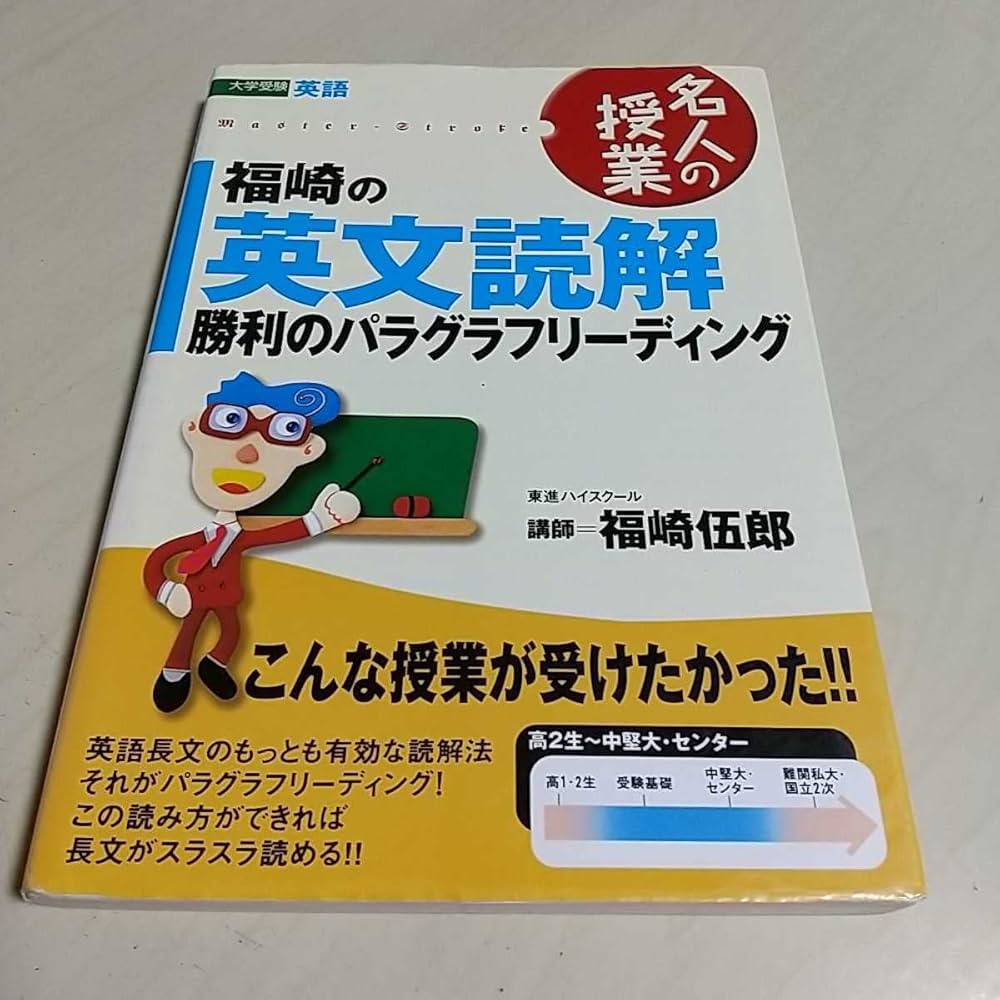 大学受験 英語
Master-Stroke
名人の
授業
福崎の
英文読解
勝利のパラグラフリーディング
東進ハイスクール
講師=福崎伍郎
こんな授業が受けたかった!!
英語長文のもっとも有効な読解法
それがパラグラフリーディング!
この読み方ができれば
長文がスラスラ読める!!
高2生～中堅大・センター
高1・2生 受験基礎 中堅大・センター 難関私大・国立2次